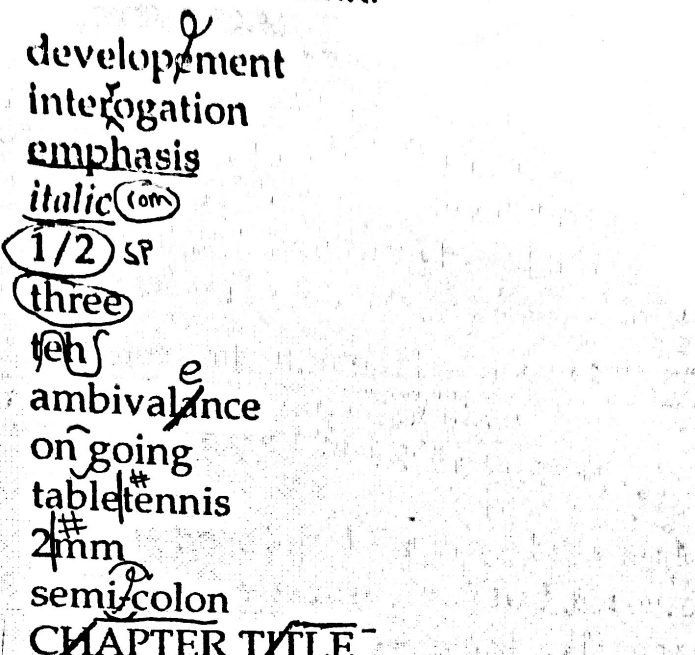 developement
interogation
emphasis
italic rom
1/2 SP
three
teh
ambivalance e
on going
tabletennis #
2mm #
semi-colon
CHAPTER TITLE